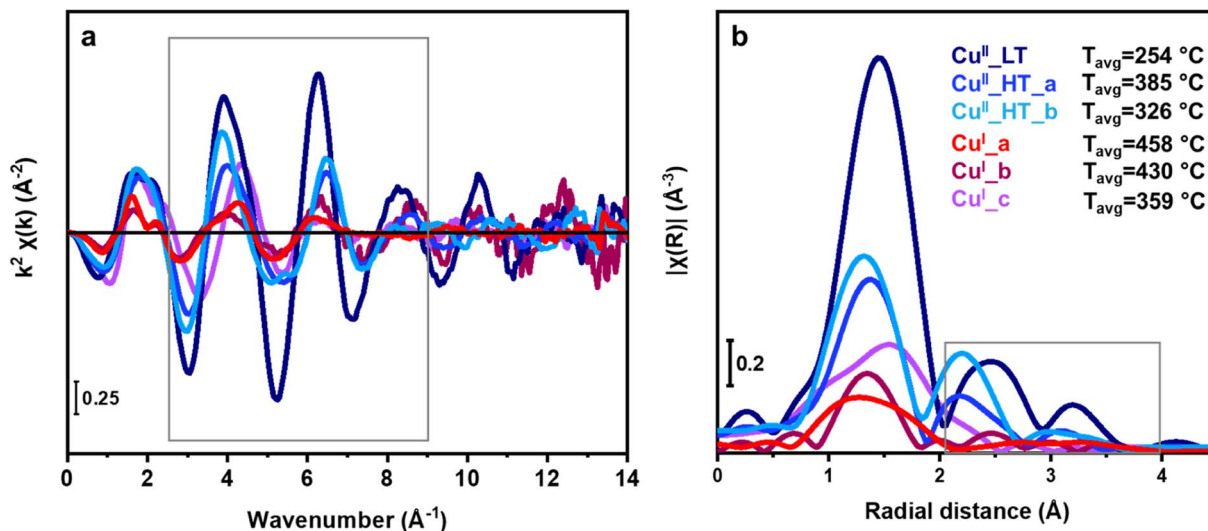 a
k² χ(k) (Å⁻²)
0.25
0 2 4 6 8 10 12 14
Wavenumber (Å⁻¹)
b
|χ(R)| (Å⁻³)
Cuᴵᴵ_LT Tavg=254 °C
Cuᴵᴵ_HT_a Tavg=385 °C
Cuᴵᴵ_HT_b Tavg=326 °C
Cuᴵ_a Tavg=458 °C
Cuᴵ_b Tavg=430 °C
Cuᴵ_c Tavg=359 °C
0.2
0 1 2 3 4
Radial distance (Å)